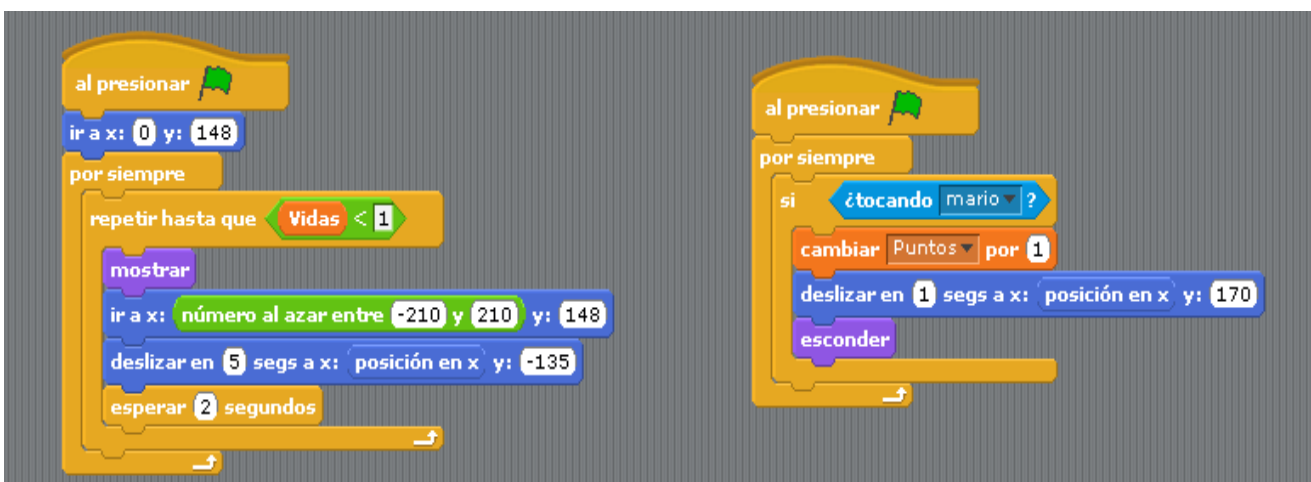 al presionar
ir a x: 0 y: 148
por siempre
repetir hasta que Vidas < 1
mostrar
ir a x: número al azar entre -210 y 210 y: 148
deslizar en 5 segs a x: posición en x y: -135
esperar 2 segundos
al presionar
por siempre
si ¿tocando mario ?
cambiar Puntos por 1
deslizar en 1 segs a x: posición en x y: 170
esconder